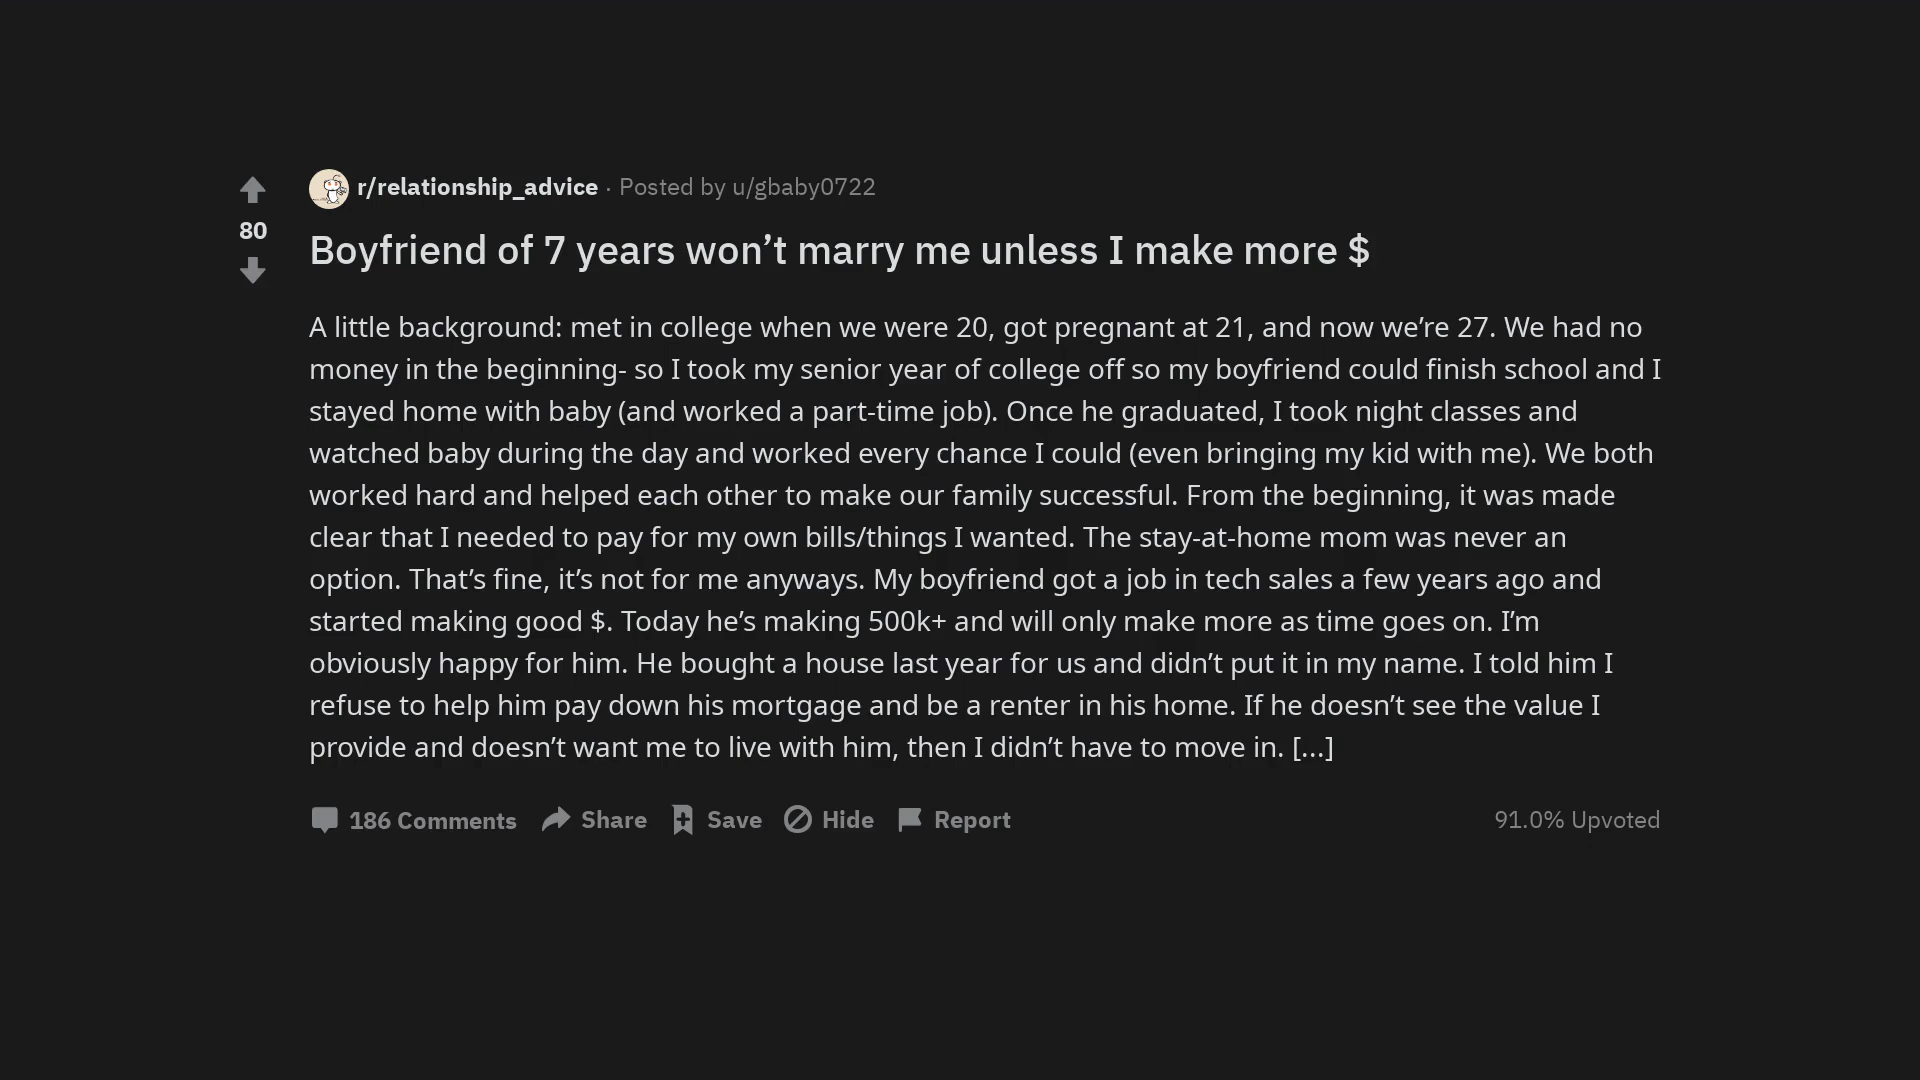 r/relationship_advice · Posted by u/gbaby0722
80
Boyfriend of 7 years won’t marry me unless I make more $
A little background: met in college when we were 20, got pregnant at 21, and now we’re 27. We had no
money in the beginning- so I took my senior year of college off so my boyfriend could finish school and I
stayed home with baby (and worked a part-time job). Once he graduated, I took night classes and
watched baby during the day and worked every chance I could (even bringing my kid with me). We both
worked hard and helped each other to make our family successful. From the beginning, it was made
clear that I needed to pay for my own bills/things I wanted. The stay-at-home mom was never an
option. That’s fine, it’s not for me anyways. My boyfriend got a job in tech sales a few years ago and
started making good $. Today he’s making 500k+ and will only make more as time goes on. I’m
obviously happy for him. He bought a house last year for us and didn’t put it in my name. I told him I
refuse to help him pay down his mortgage and be a renter in his home. If he doesn’t see the value I
provide and doesn’t want me to live with him, then I didn’t have to move in. [...]
186 Comments Share Save Hide Report 91.0% Upvoted